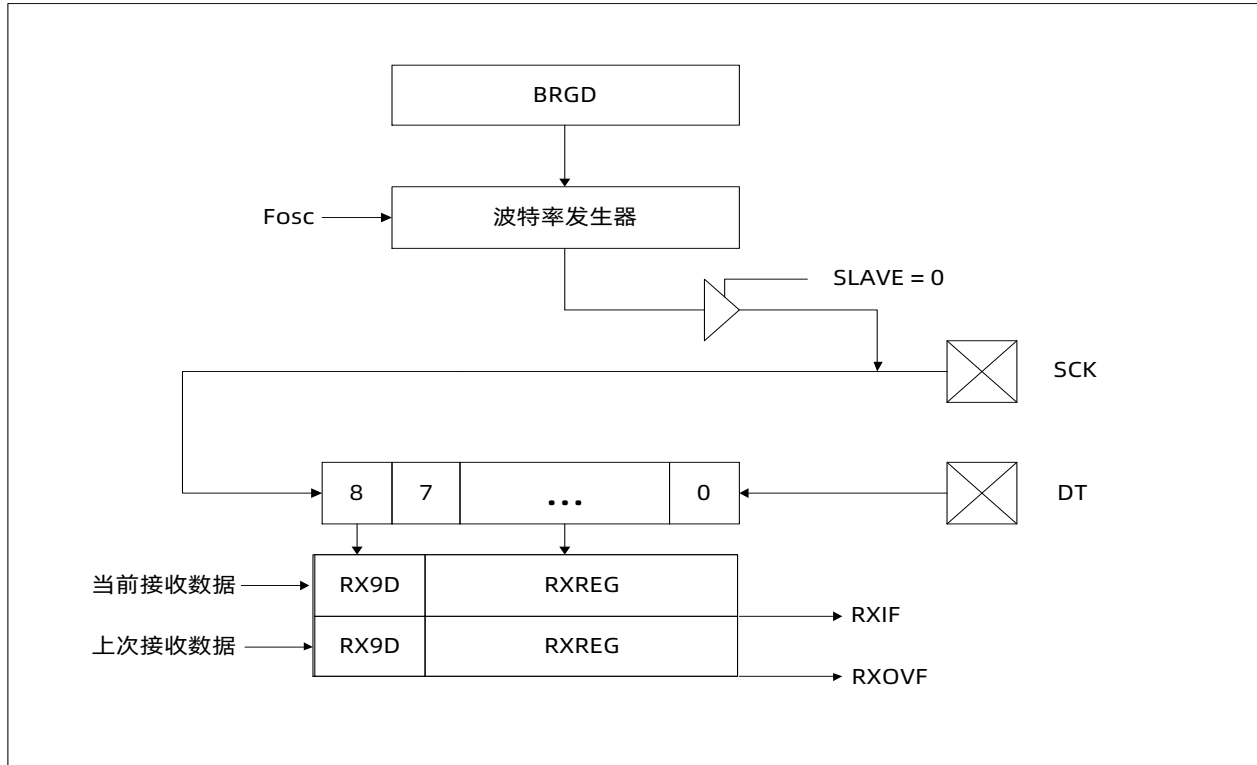 BRGD
Fosc
波特率发生器
SLAVE = 0
SCK
8 7 ... 0
DT
当前接收数据 RX9D RXREG
RXIF
上次接收数据 RX9D RXREG
RXOVF